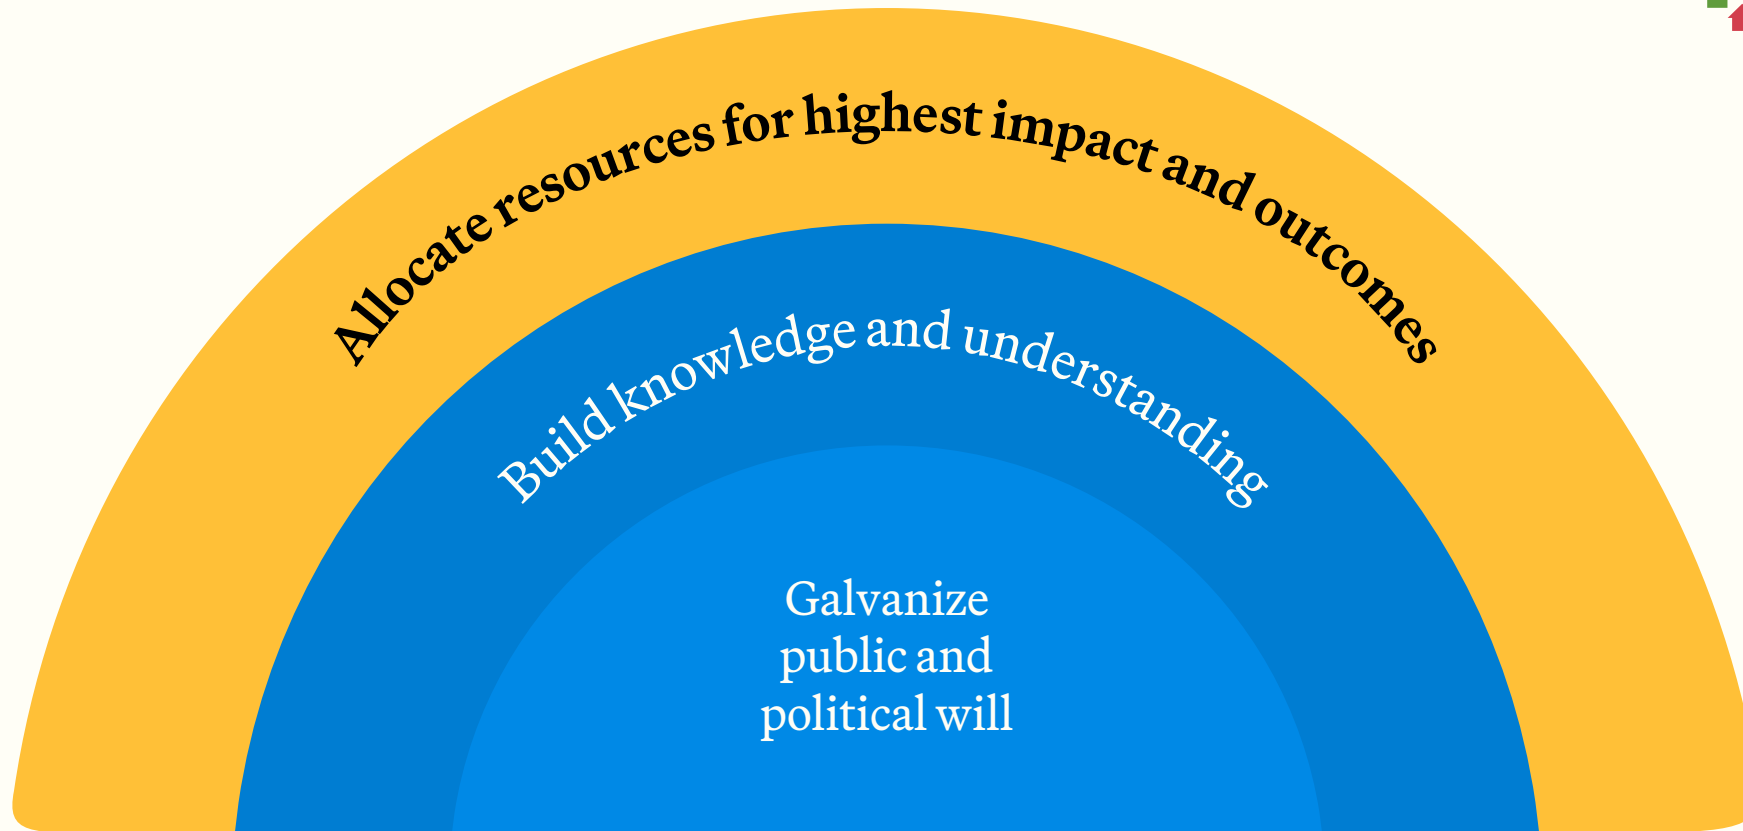 Allocate resources for highest impact and outcomes
Build knowledge and understanding
Galvanize
public and
political will